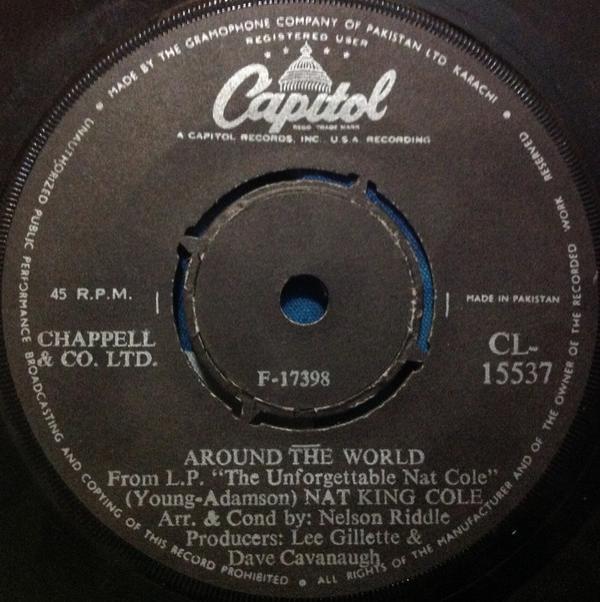 MADE BY THE GRAMOPHONE COMPANY OF PAKISTAN LTD. KARACHI
REGISTERED USER
Capitol
REGD. TRADE MARK
A CAPITOL RECORDS, INC., U.S.A. RECORDING
45 R.P.M.
MADE IN PAKISTAN
CHAPPELL
& CO. LTD.
CL-
15537
F-17398
AROUND THE WORLD
From L.P. "The Unforgettable Nat Cole"
(Young-Adamson) NAT KING COLE
Arr. & Cond by: Nelson Riddle
Producers: Lee Gillette &
Dave Cavanaugh
ALL RIGHTS OF THE MANUFACTURER AND OF THE OWNER OF THE RECORDED WORK RESERVED
UNAUTHORIZED PUBLIC PERFORMANCE BROADCASTING AND COPYING OF THIS RECORD PROHIBITED